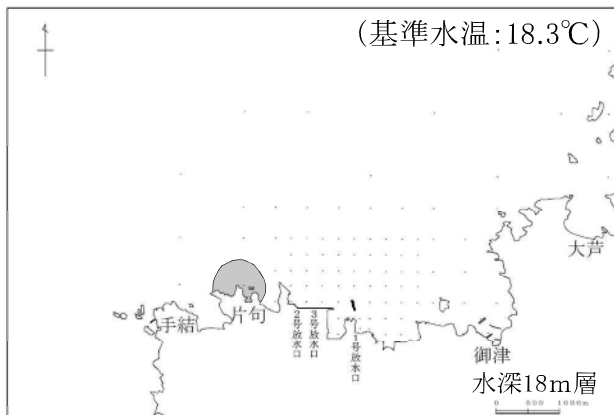 (基準水温:18.3℃)
大芦
手結
片句
2号放水口
3号放水口
1号放水口
御津
水深18m層
0 500 1000m